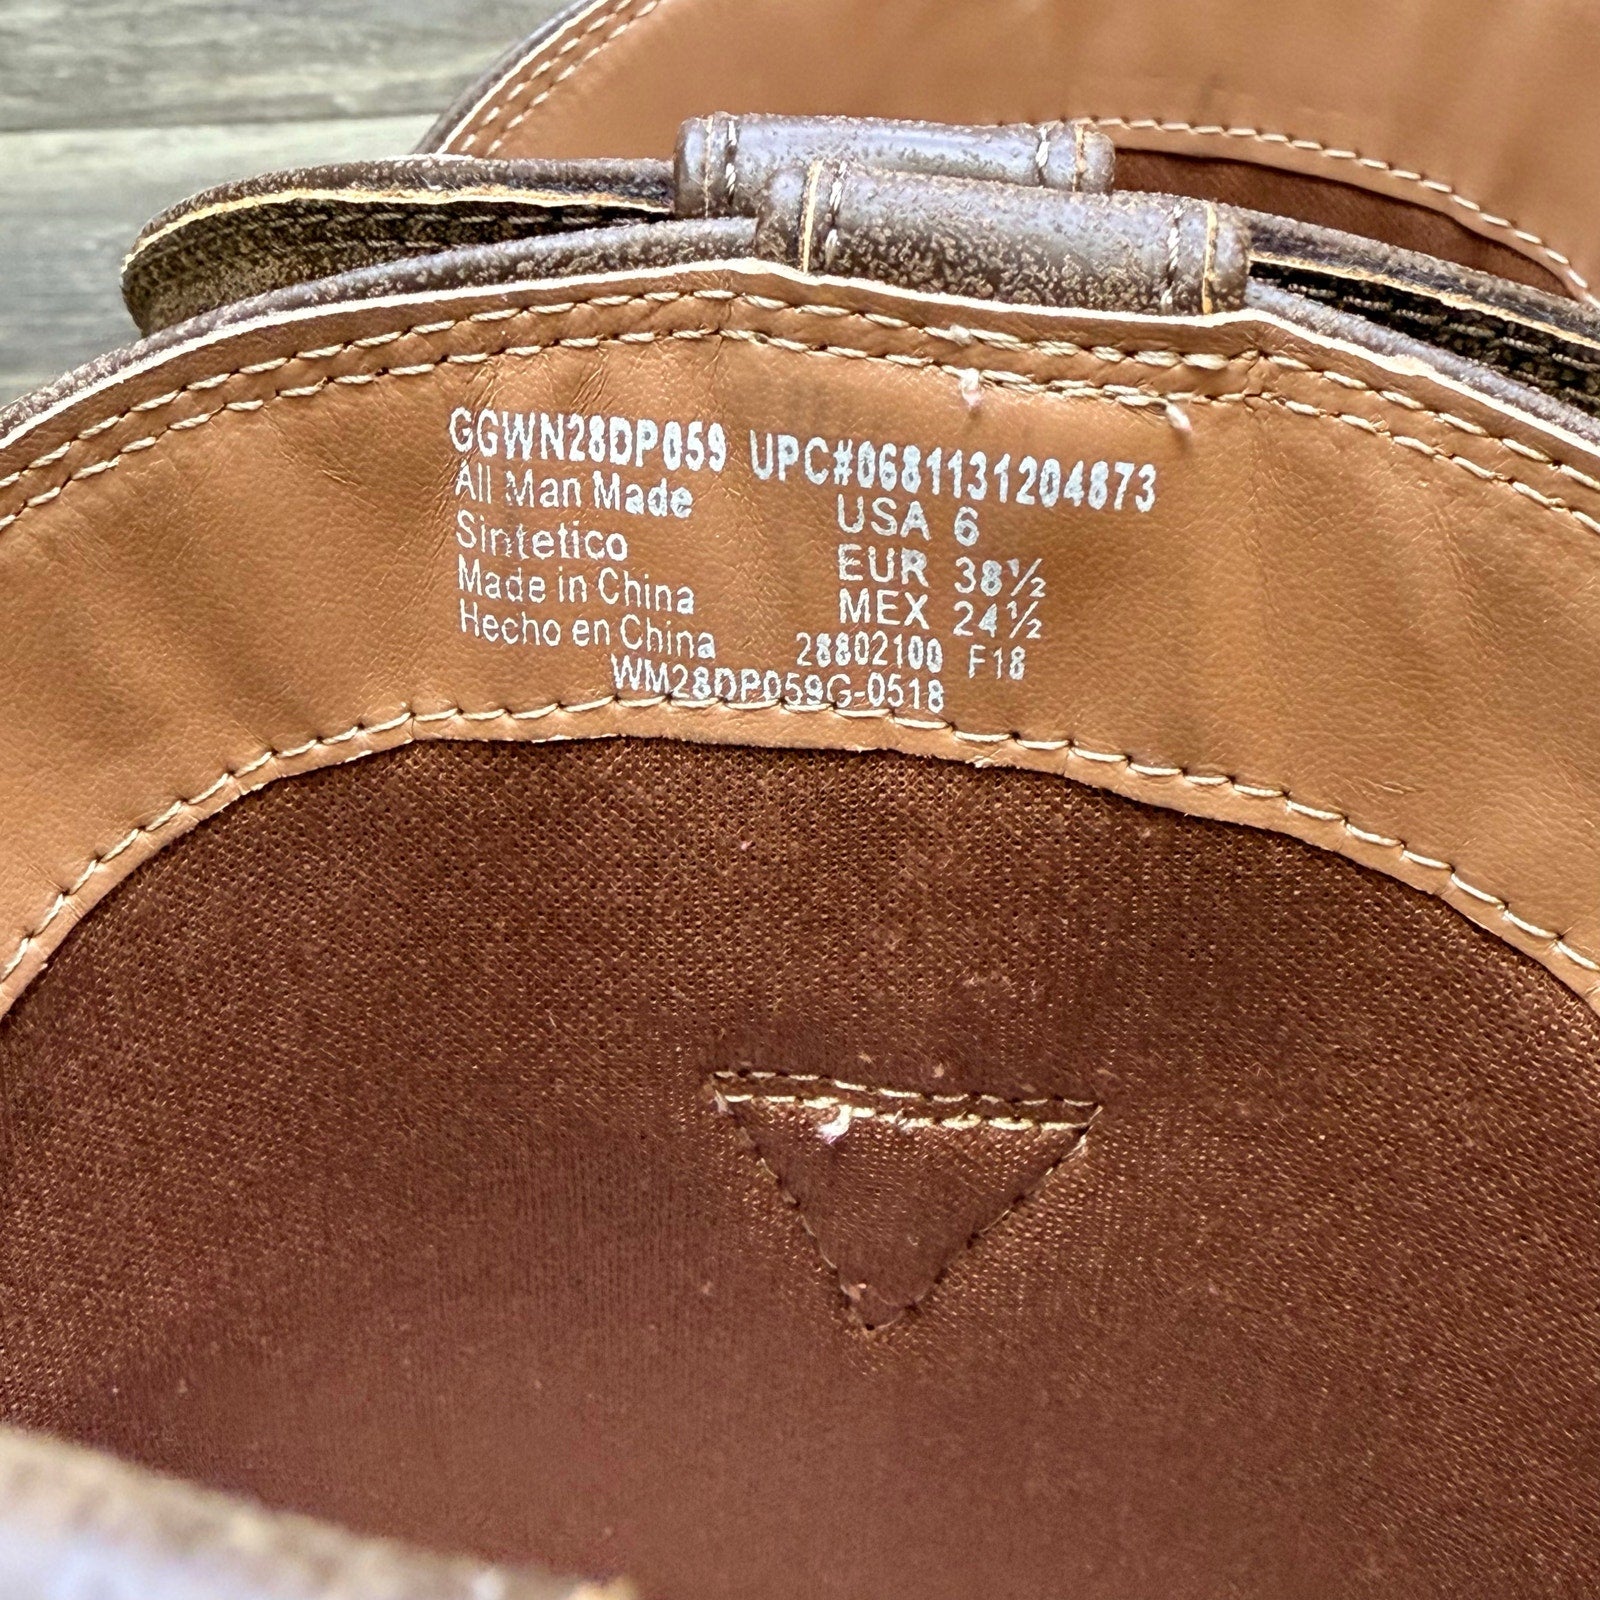 GGWN28DP059 UPC#0681131204873
All Man Made
Sintetico
Made in China
Hecho en China
USA 6
EUR 38½
MEX 24½
28802100 F18
WM28DP059G-0518